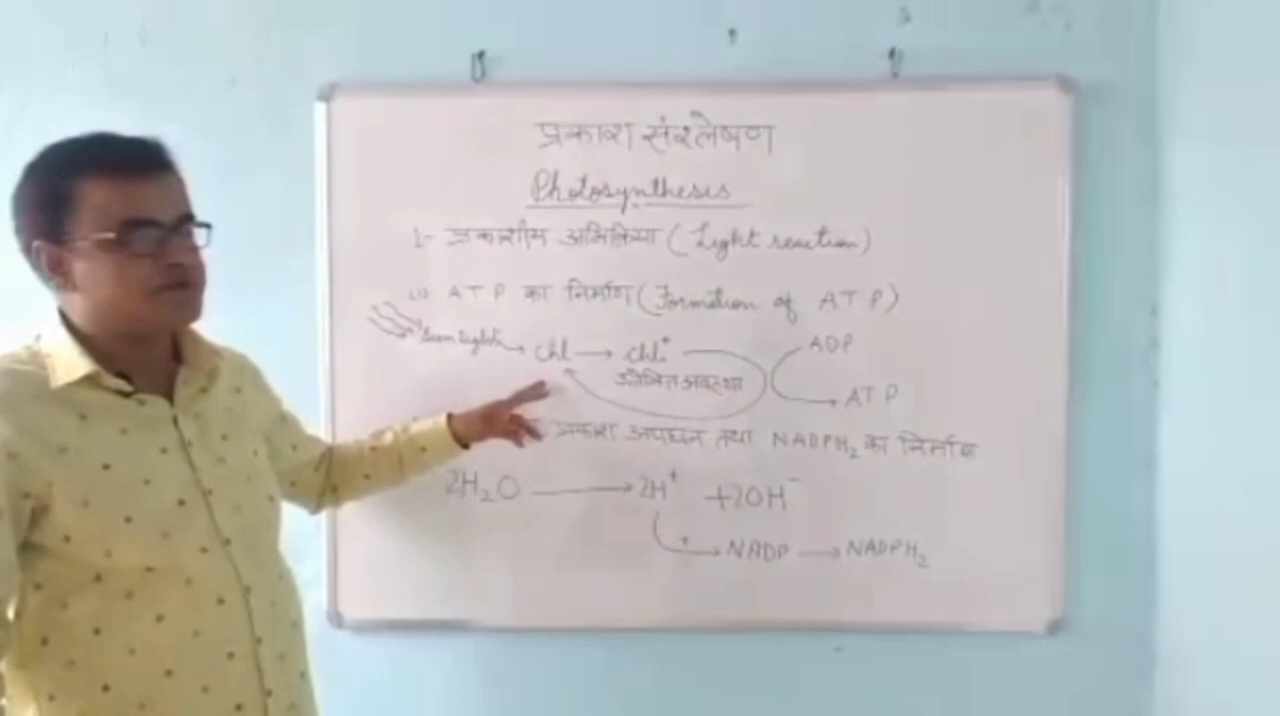 प्रकाश संश्लेषण
Photosynthesis
1- प्रकाशीय अभिक्रिया (Light reaction)
(i) ATP का निर्माण (Formation of ATP)
Sun light → Chl → Chl* ADP
उत्तेजित अवस्था
ATP
प्रकाश अपघटन तथा NADPH₂ का निर्माण
2H₂O → 2H⁺ + 2OH⁻
+ → NADP → NADPH₂